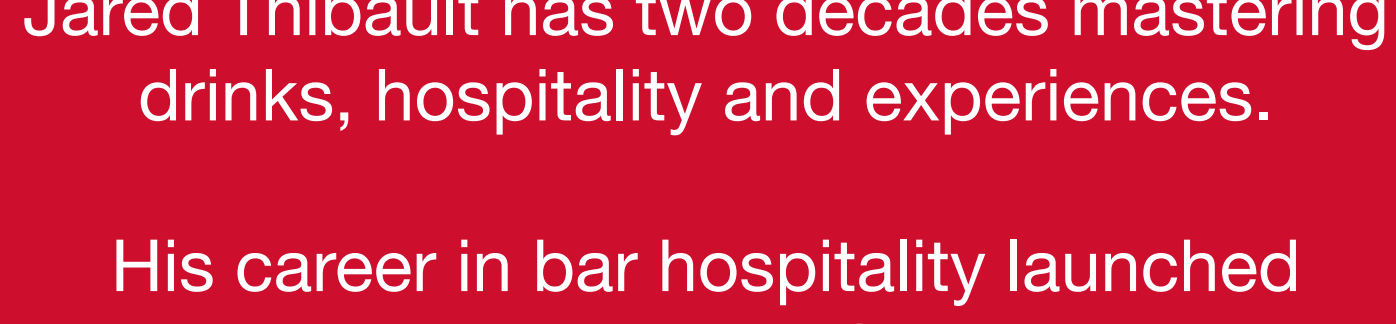 Jared Thibault has two decades mastering
drinks, hospitality and experiences.
His career in bar hospitality launched